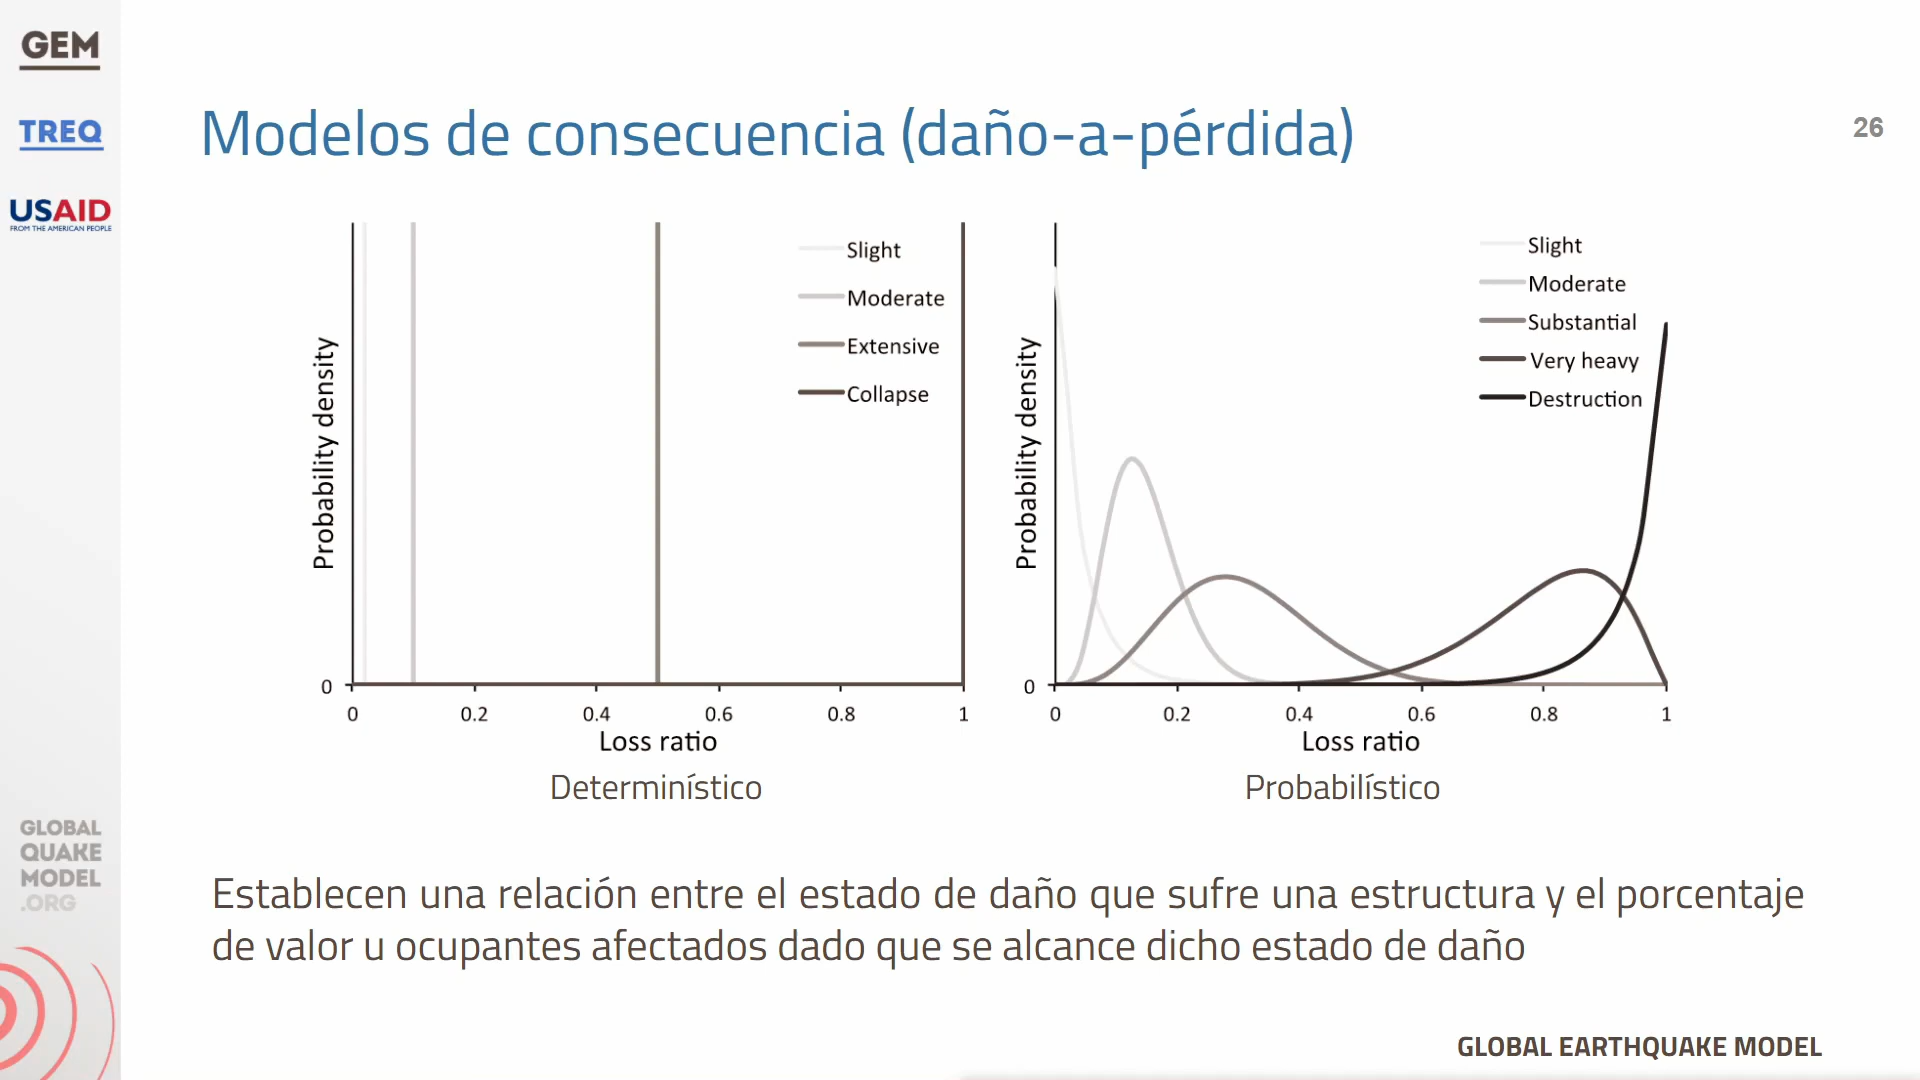 GEM
TREQ
USAID
FROM THE AMERICAN PEOPLE
Modelos de consecuencia (daño-a-pérdida)
26
Probability density
Slight
Moderate
Extensive
Collapse
0
0 0.2 0.4 0.6 0.8 1
Loss ratio
Determinístico
Probability density
Slight
Moderate
Substantial
Very heavy
Destruction
0
0 0.2 0.4 0.6 0.8 1
Loss ratio
Probabilístico
Establecen una relación entre el estado de daño que sufre una estructura y el porcentaje
de valor u ocupantes afectados dado que se alcance dicho estado de daño
GLOBAL
QUAKE
MODEL
.ORG
GLOBAL EARTHQUAKE MODEL